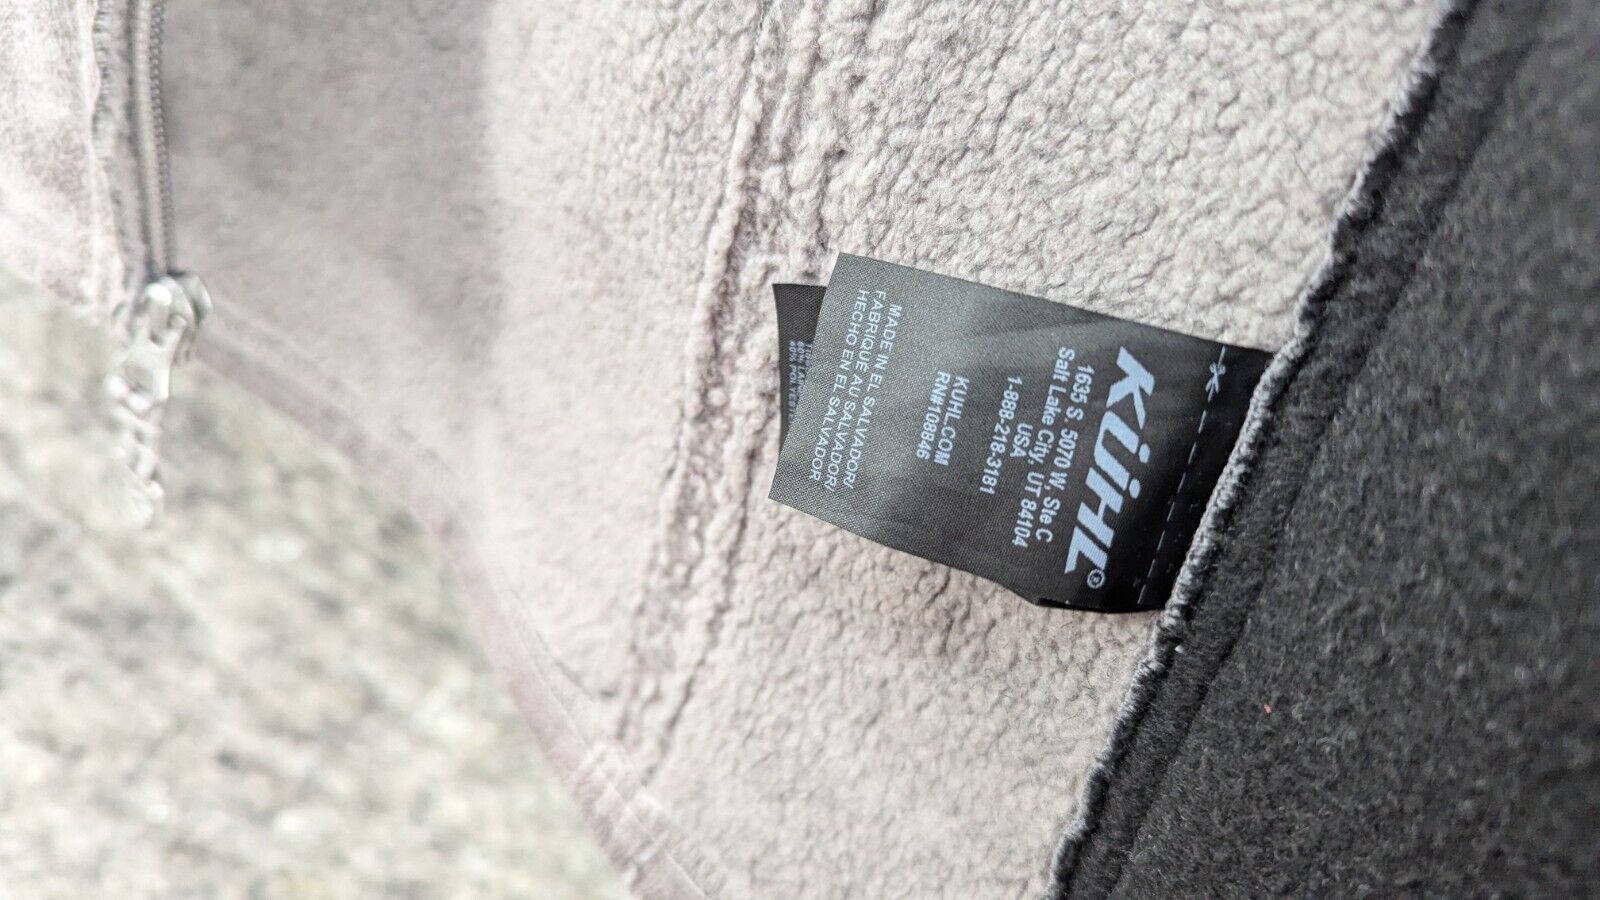 KÜHL®
1635 S. 5070 W, Ste C
Salt Lake City, UT 84104
USA
1-888-218-3181
KUHL.COM
RN#108846
MADE IN EL SALVADOR/
FABRIQUE AU SALVADOR/
HECHO EN EL SALVADOR